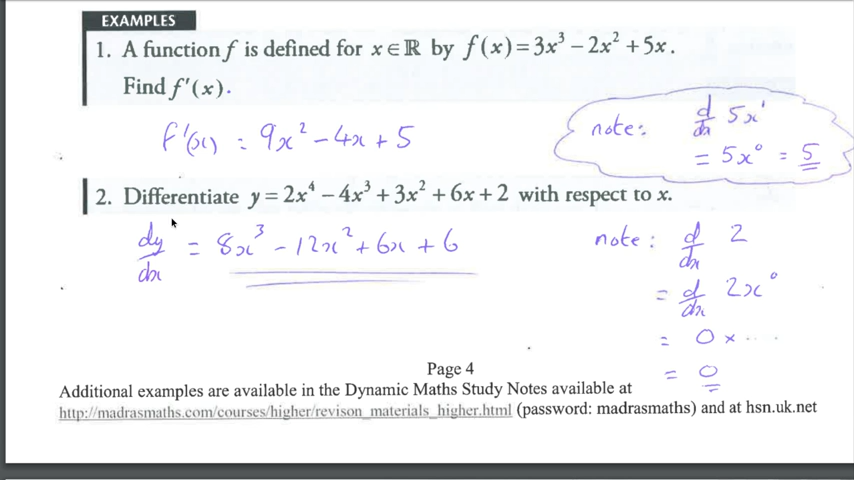 EXAMPLES
1. A function f is defined for x ∈ ℝ by f(x) = 3x³ − 2x² + 5x.
Find f′(x).
f'(x) = 9x² − 4x + 5
note: d/dx 5x¹
= 5x⁰ = 5
2. Differentiate y = 2x⁴ − 4x³ + 3x² + 6x + 2 with respect to x.
dy/dx = 8x³ − 12x² + 6x + 6
note: d/dx 2
= d/dx 2x⁰
= 0 × ....
= 0
Page 4
Additional examples are available in the Dynamic Maths Study Notes available at
http://madrasmaths.com/courses/higher/revison_materials_higher.html (password: madrasmaths) and at hsn.uk.net